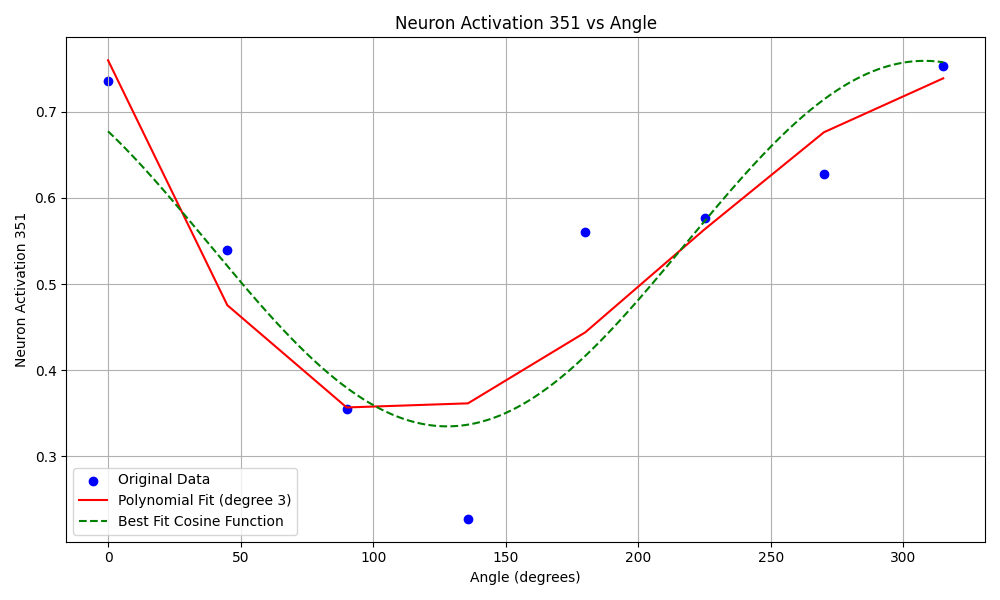 Neuron Activation 351 vs Angle
Neuron Activation 351
0.7
0.6
0.5
0.4
0.3
Original Data
Polynomial Fit (degree 3)
Best Fit Cosine Function
0 50 100 150 200 250 300
Angle (degrees)